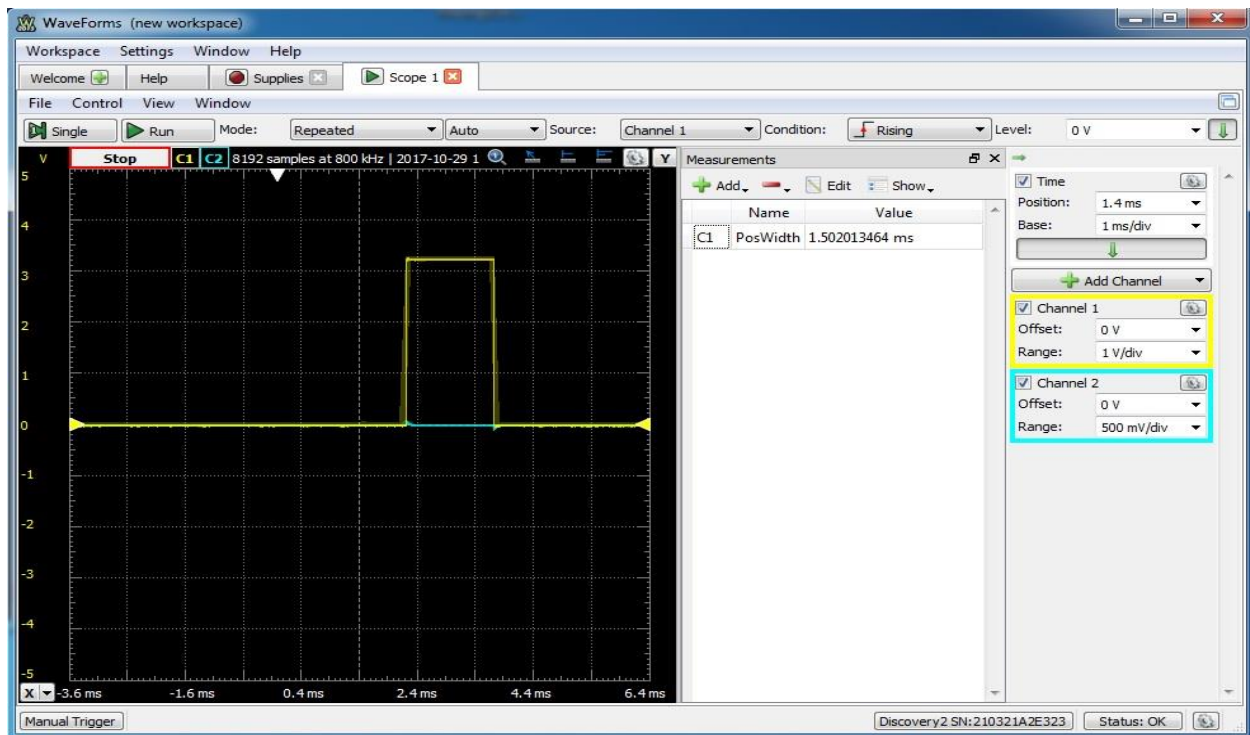 WaveForms (new workspace)
Workspace Settings Window Help
Welcome Help Supplies Scope 1
File Control View Window
Single Run Mode: Repeated Auto Source: Channel 1 Condition: Rising Level: 0 V
V Stop C1 C2 8192 samples at 800 kHz | 2017-10-29 1 Y
Measurements
Add Edit Show
Name Value
C1 PosWidth 1.502013464 ms
5
4
3
2
1
0
-1
-2
-3
-4
-5
X -3.6 ms -1.6 ms 0.4 ms 2.4 ms 4.4 ms 6.4 ms
Time
Position: 1.4 ms
Base: 1 ms/div
Add Channel
Channel 1
Offset: 0 V
Range: 1 V/div
Channel 2
Offset: 0 V
Range: 500 mV/div
Manual Trigger Discovery2 SN:210321A2E323 Status: OK